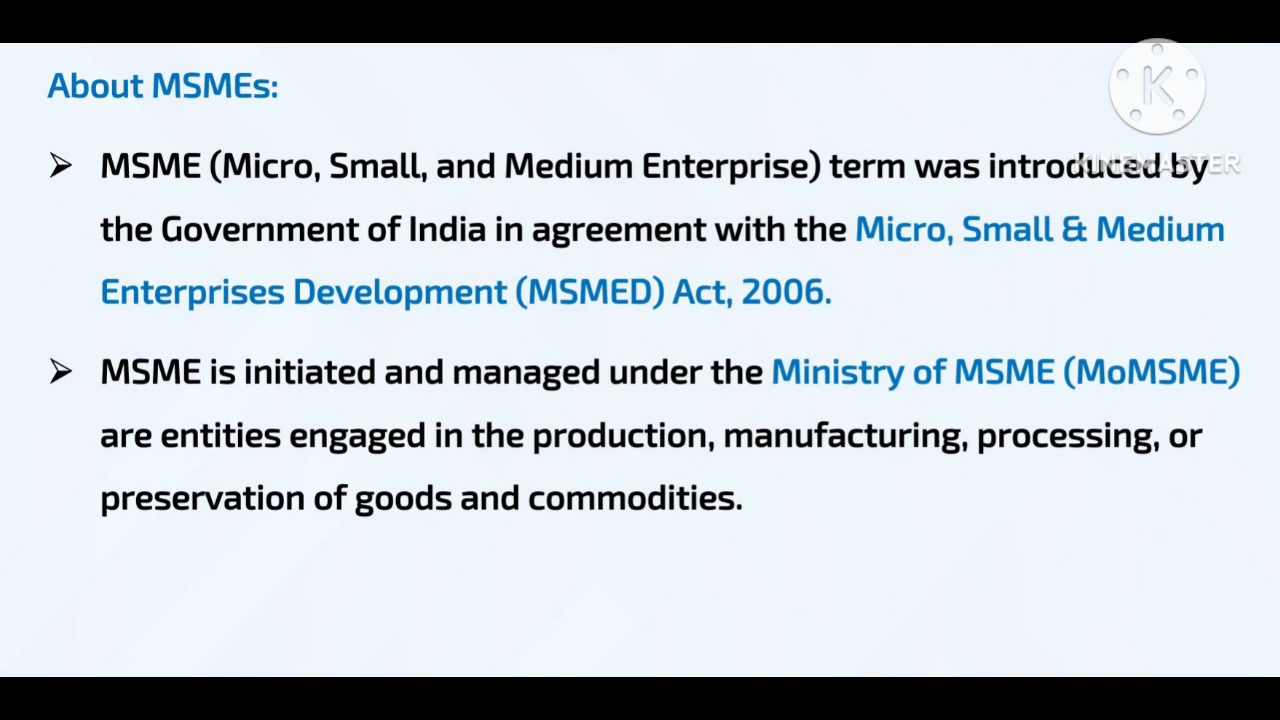 About MSMEs:
K
KINEMASTER
➢ MSME (Micro, Small, and Medium Enterprise) term was introduced by
the Government of India in agreement with the Micro, Small & Medium
Enterprises Development (MSMED) Act, 2006.
➢ MSME is initiated and managed under the Ministry of MSME (MoMSME)
are entities engaged in the production, manufacturing, processing, or
preservation of goods and commodities.